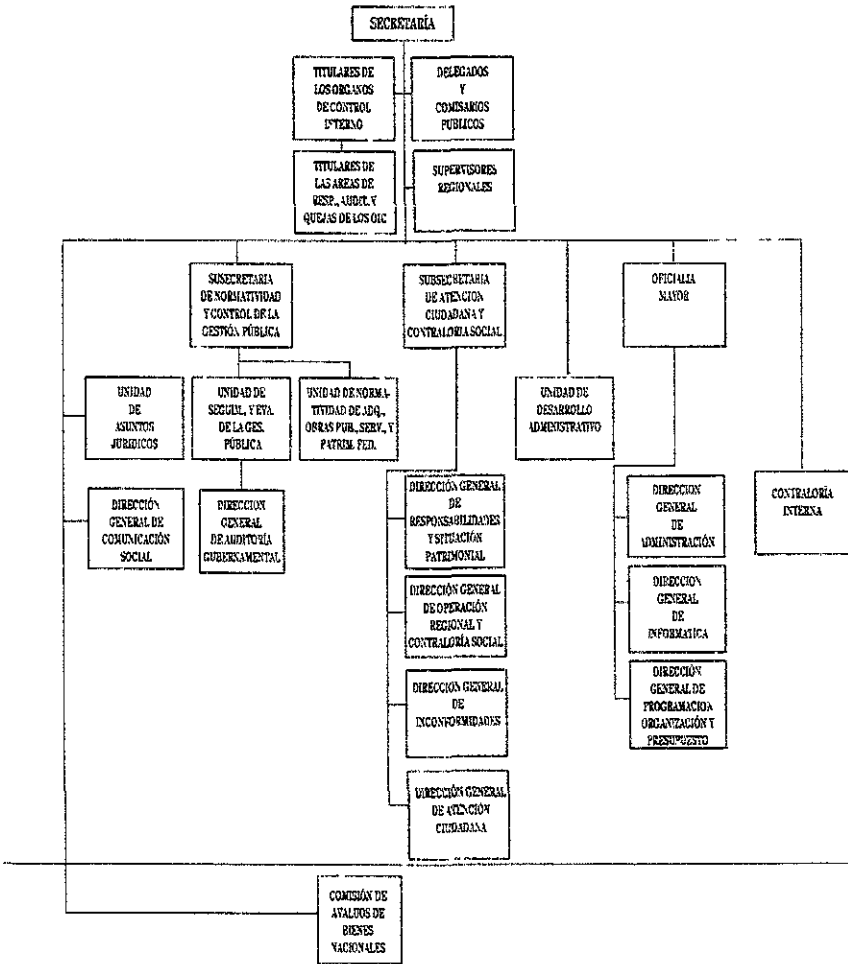 SECRETARÍA
TITULARES DE
LOS ORGANOS
DE CONTROL
INTERNO
DELEGADOS
Y
COMISARIOS
PUBLICOS
TITULARES DE
LAS AREAS DE
RESP., AUDIT. Y
QUEJAS DE LOS OIC
SUPERVISORES
REGIONALES
SUSECRETARIA
DE NORMATIVIDAD
Y CONTROL DE LA
GESTIÓN PÚBLICA
SUBSECRETARIA
DE ATENCION
CIUDADANA Y
CONTRALORIA SOCIAL
OFICIALIA
MAYOR
UNIDAD
DE
ASUNTOS
JURIDICOS
UNIDAD DE
SEGUIM., Y EVA.
DE LA GES.
PÚBLICA
UNIDAD DE NORMA-
TIVIDAD DE ADQ.,
OBRAS PUB., SERV., Y
PATRIM. FED.
UNIDAD DE
DESARROLLO
ADMINISTRATIVO
DIRECCIÓN
GENERAL DE
COMUNICACIÓN
SOCIAL
DIRECCION
GENERAL
DE AUDITORÍA
GUBERNAMENTAL
DIRECCIÓN GENERAL
DE
RESPONSABILIDADES
Y SITUACIÓN
PATRIMONIAL
DIRECCION
GENERAL
DE
ADMINISTRACIÓN
CONTRALORÍA
INTERNA
DIRECCIÓN GENERAL
DE OPERACIÓN
REGIONAL Y
CONTRALORÍA SOCIAL
DIRECCIÓN
GENERAL
DE
INFORMATICA
DIRECCIÓN GENERAL
DE
INCONFORMIDADES
DIRECCIÓN
GENERAL DE
PROGRAMACION
ORGANIZACIÓN Y
PRESUPUESTO
DIRECCIÓN GENERAL
DE ATENCIÓN
CIUDADANA
COMISIÓN DE
AVALUOS DE
BIENES
NACIONALES